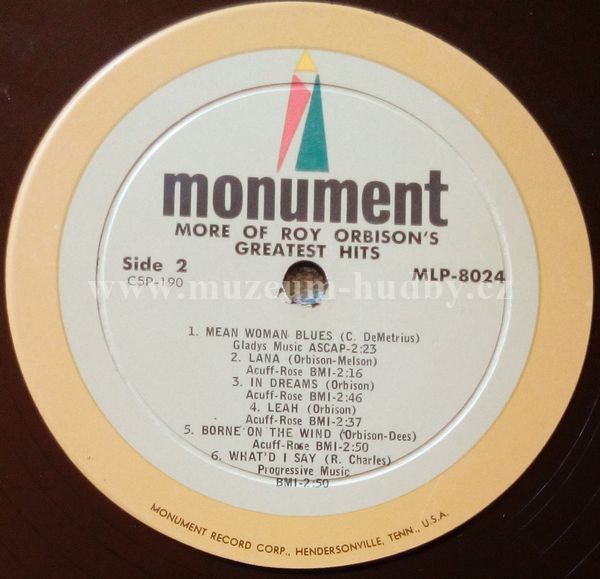 monument
MORE OF ROY ORBISON'S
GREATEST HITS
Side 2
C5P-190
MLP-8024
www.muzeum-hudby.cz
1. MEAN WOMAN BLUES (C. DeMetrius)
Gladys Music ASCAP-2:23
2. LANA (Orbison-Melson)
Acuff-Rose BMI-2:16
3. IN DREAMS (Orbison)
Acuff-Rose BMI-2:46
4. LEAH (Orbison)
Acuff-Rose BMI-2:37
5. BORNE ON THE WIND (Orbison-Dees)
Acuff-Rose BMI-2:50
6. WHAT'D I SAY (R. Charles)
Progressive Music
BMI-2:50
MONUMENT RECORD CORP., HENDERSONVILLE, TENN., U.S.A.